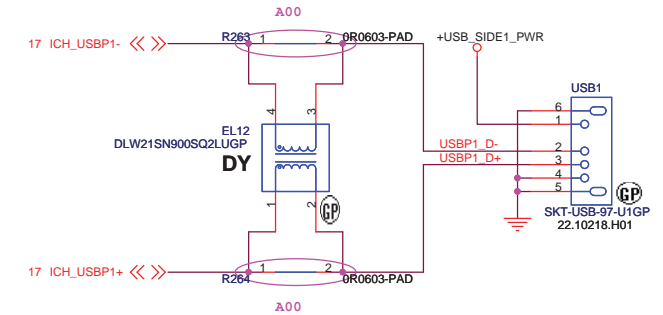 A00
R263 1 2 0R0603-PAD
17 ICH_USBP1-
+USB_SIDE1_PWR
USB1
4 3
6
1
EL12
DLW21SN900SQ2LUGP
DY
USBP1_D- 2
USBP1_D+ 3
4
5
GP
1 2
GP
SKT-USB-97-U1GP
22.10218.H01
17 ICH_USBP1+
1 2
R264 0R0603-PAD
A00